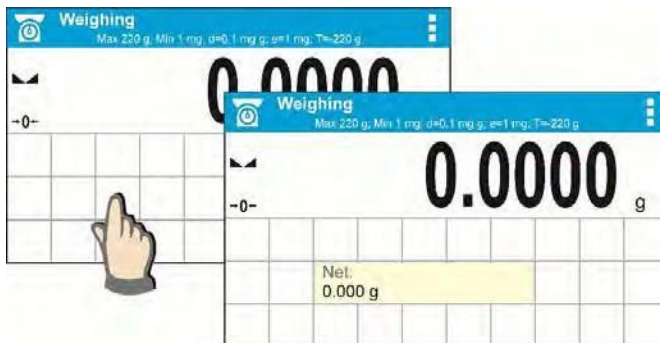 Weighing
Max 220 g; Min 1 mg; d=0.1 mg g; e=1 mg; T=-220 g
0.0000
→0←
Weighing
Max 220 g; Min 1 mg; d=0.1 mg g; e=1 mg; T=-220 g
0.0000 g
→0←
Net:
0.000 g